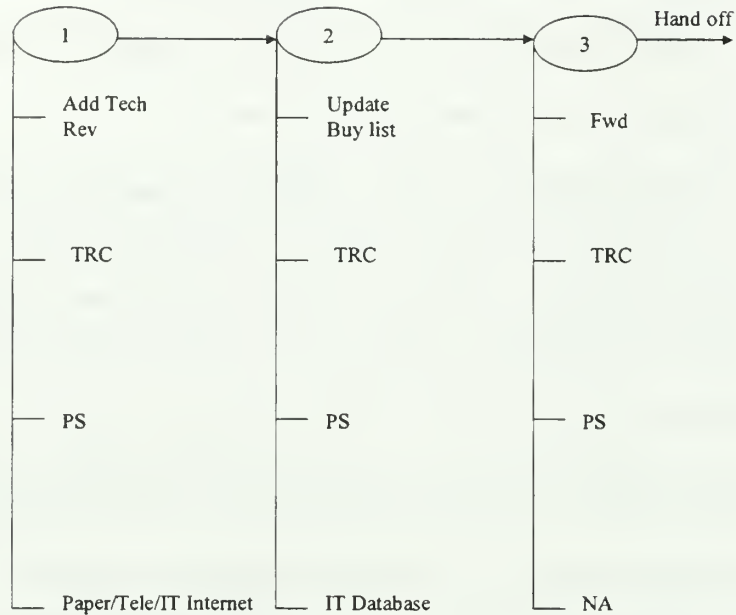 Hand off
1
2
3
Add Tech
Rev
Update
Buy list
Fwd
TRC
TRC
TRC
PS
PS
PS
Paper/Tele/IT Internet
IT Database
NA